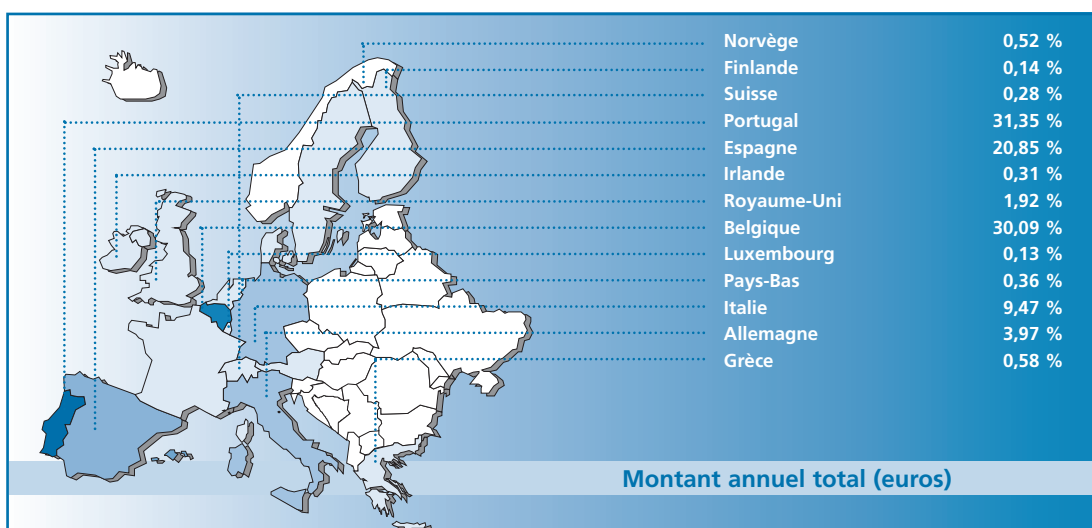 Norvège 0,52 %
Finlande 0,14 %
Suisse 0,28 %
Portugal 31,35 %
Espagne 20,85 %
Irlande 0,31 %
Royaume-Uni 1,92 %
Belgique 30,09 %
Luxembourg 0,13 %
Pays-Bas 0,36 %
Italie 9,47 %
Allemagne 3,97 %
Grèce 0,58 %
Montant annuel total (euros)